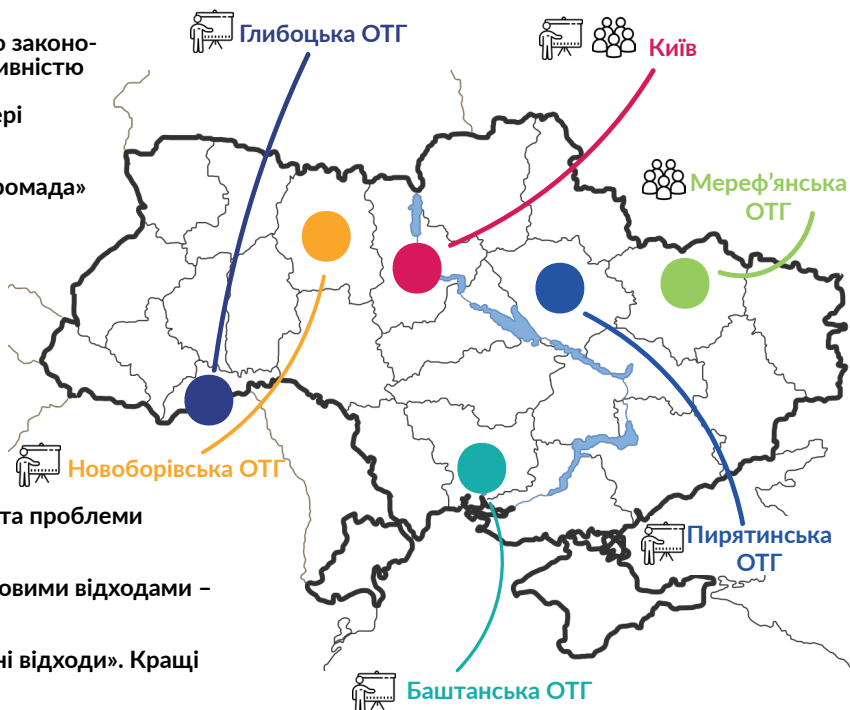 о законо-
ивністю
ері
ромада»
Глибоцька ОТГ
Київ
Мереф’янська
ОТГ
Новоборівська ОТГ
та проблеми
Пирятинська
ОТГ
овими відходами –
ні відходи». Кращі
Баштанська ОТГ